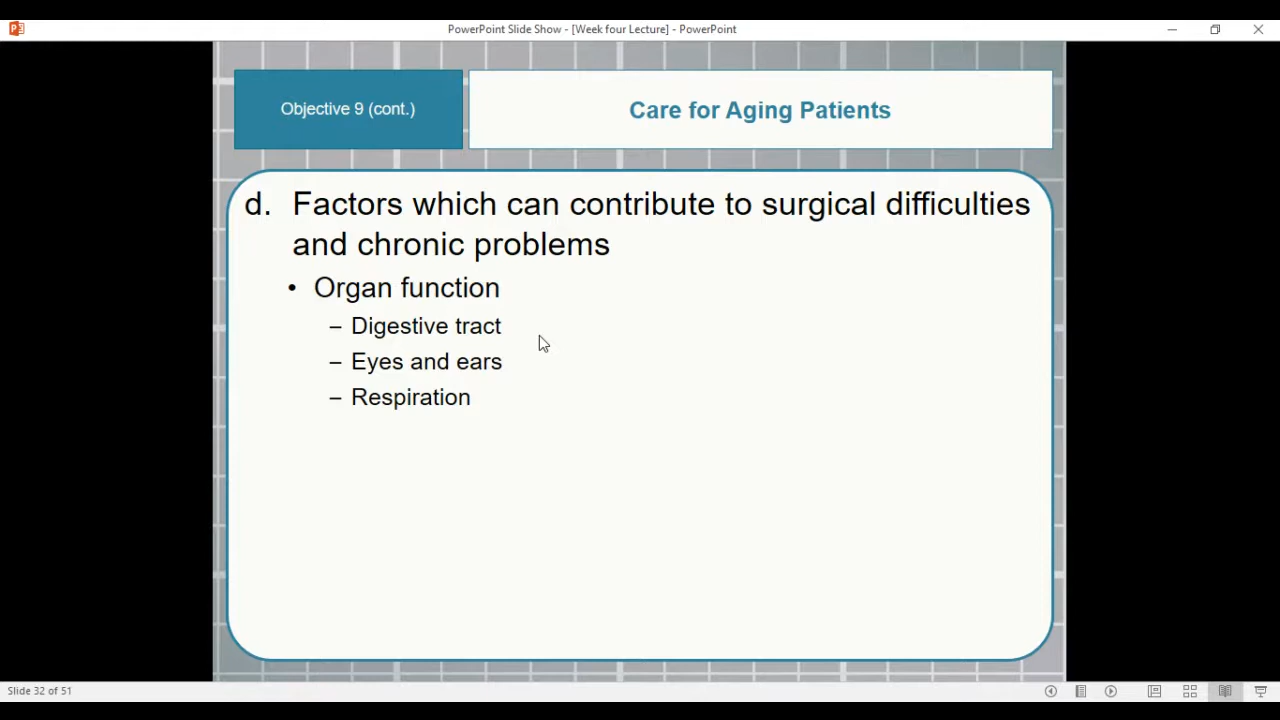 PowerPoint Slide Show - [Week four Lecture] - PowerPoint
Objective 9 (cont.)
Care for Aging Patients
d. Factors which can contribute to surgical difficulties
and chronic problems
• Organ function
– Digestive tract
– Eyes and ears
– Respiration
Slide 32 of 51